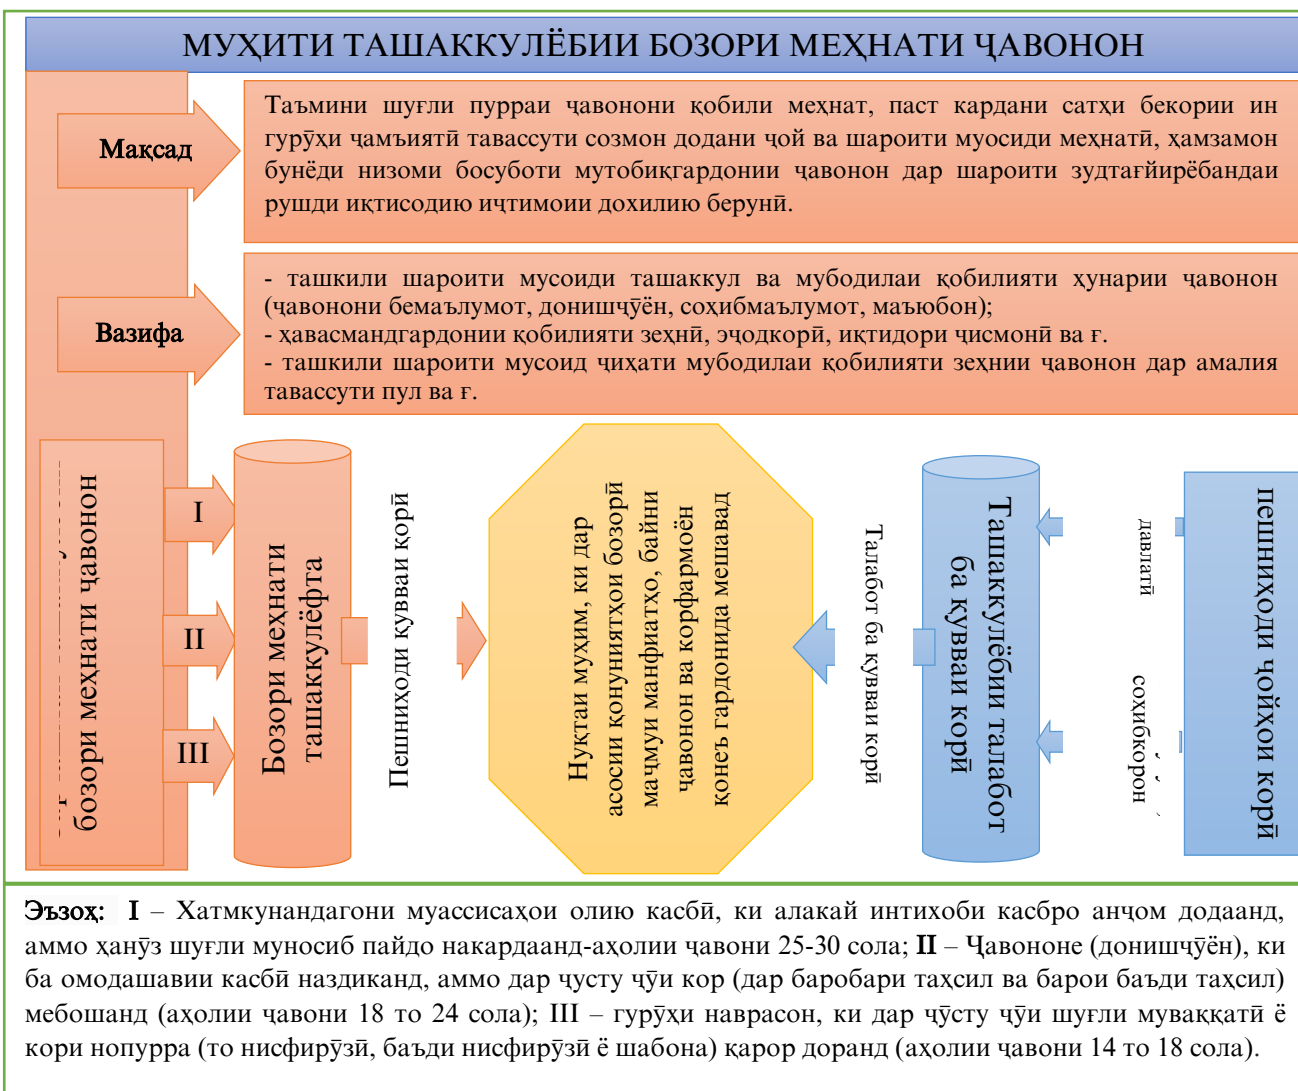 МУҲИТИ ТАШАККУЛЁБИИ БОЗОРИ МЕҲНАТИ ҶАВОНОН
Мақсад
Таъмини шуғли пурраи ҷавонони қобили меҳнат, паст кардани сатҳи бекории ин
гурӯҳи ҷамъиятӣ тавассути созмон додани ҷой ва шароити муосиди меҳнатӣ, ҳамзамон
бунёди низоми босуботи мутобиқгардонии ҷавонон дар шароити зудтағйирёбандаи
рушди иқтисодию иҷтимоии дохилию берунӣ.
Вазифа
- ташкили шароити мусоиди ташаккул ва мубодилаи қобилияти ҳунарии ҷавонон
(ҷавонони бемаълумот, донишҷӯён, соҳибмаълумот, маъюбон);
- ҳавасмандгардонии қобилияти зеҳнӣ, эҷодкорӣ, иқтидори ҷисмонӣ ва ғ.
- ташкили шароити мусоид ҷиҳати мубодилаи қобилияти зеҳнии ҷавонон дар амалия
тавассути пул ва ғ.
бозори меҳнати ҷавонон
I
II
III
Бозори меҳнати
ташаккулёфта
Пешниҳоди қувваи қорӣ
Нуқтаи муҳим, ки дар
асосии қонуниятҳои бозорӣ
маҷмуи манфиатҳо, байни
ҷавонон ва корфармоён
қонеъ гардонида мешавад
Талабот ба қувваи корӣ
Ташаккулёбии талабот
ба қувваи корӣ
давлатӣ
соҳибкорон
пешниҳоди ҷойҳои корӣ
Эъзоҳ: I – Хатмкунандагони муассисаҳои олию касбӣ, ки алакай интихоби касбро анҷом додаанд,
аммо ҳанӯз шуғли муносиб пайдо накардаанд-аҳолии ҷавони 25-30 сола; II – Ҷавононе (донишҷӯён), ки
ба омодашавии касбӣ наздиканд, аммо дар ҷусту ҷӯи кор (дар баробари таҳсил ва барои баъди таҳсил)
мебошанд (аҳолии ҷавони 18 то 24 сола); III – гурӯҳи наврасон, ки дар ҷӯсту ҷӯи шуғли муваққатӣ ё
кори нопурра (то нисфирӯзӣ, баъди нисфирӯзӣ ё шабона) қарор доранд (аҳолии ҷавони 14 то 18 сола).